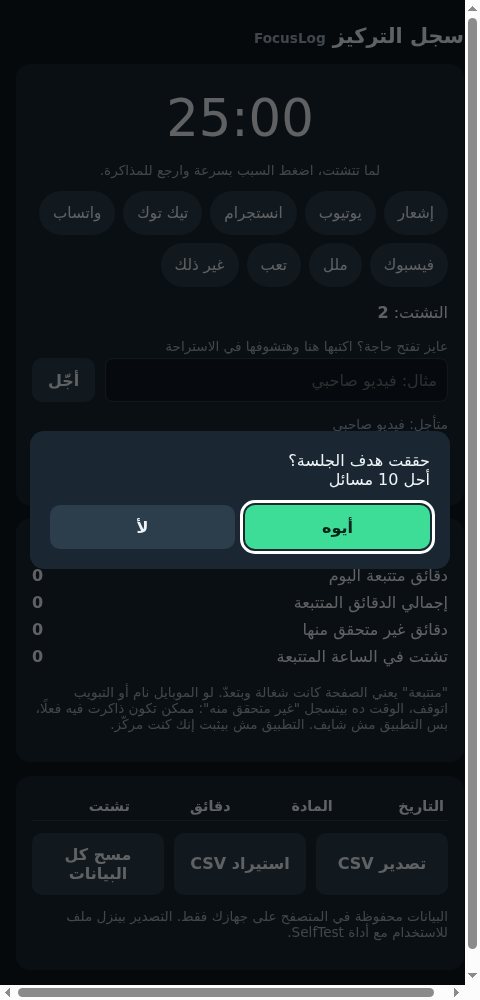 سجل التركيز FocusLog
25:00
لما تتشتت، اضغط السبب بسرعة وارجع للمذاكرة.
إشعار
يوتيوب
انستجرام
تيك توك
واتساب
فيسبوك
ملل
تعب
غير ذلك
التشتت: 2
عايز تفتح حاجة؟ اكتبها هنا وهتشوفها في الاستراحة
مثال: فيديو صاحبي
أجّل
متأجل: فيديو صاحبي
حققت هدف الجلسة؟
أحل 10 مسائل
أيوه
لأ
دقائق متتبعة اليوم 0
إجمالي الدقائق المتتبعة 0
دقائق غير متحقق منها 0
تشتت في الساعة المتتبعة 0
"متتبعة" يعني الصفحة كانت شغالة وبتعدّ. لو الموبايل نام أو التبويب
اتوقف، الوقت ده بيتسجل "غير متحقق منه": ممكن تكون ذاكرت فيه فعلًا،
بس التطبيق مش شايف. التطبيق مش بيثبت إنك كنت مركّز.
التاريخ المادة دقائق تشتت
تصدير CSV
استيراد CSV
مسح كل
البيانات
البيانات محفوظة في المتصفح على جهازك فقط. التصدير بينزل ملف
للاستخدام مع أداة SelfTest.